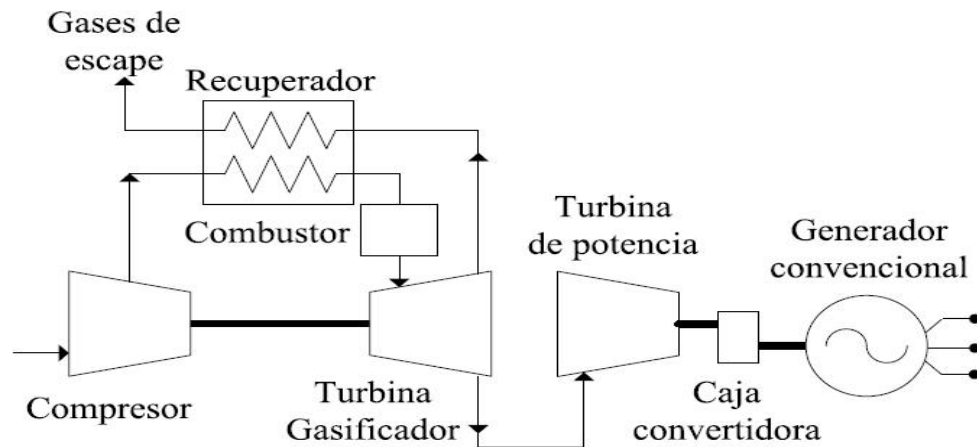 Gases de
escape
Recuperador
Combustor
Turbina
de potencia
Generador
convencional
Compresor
Turbina
Gasificador
Caja
convertidora